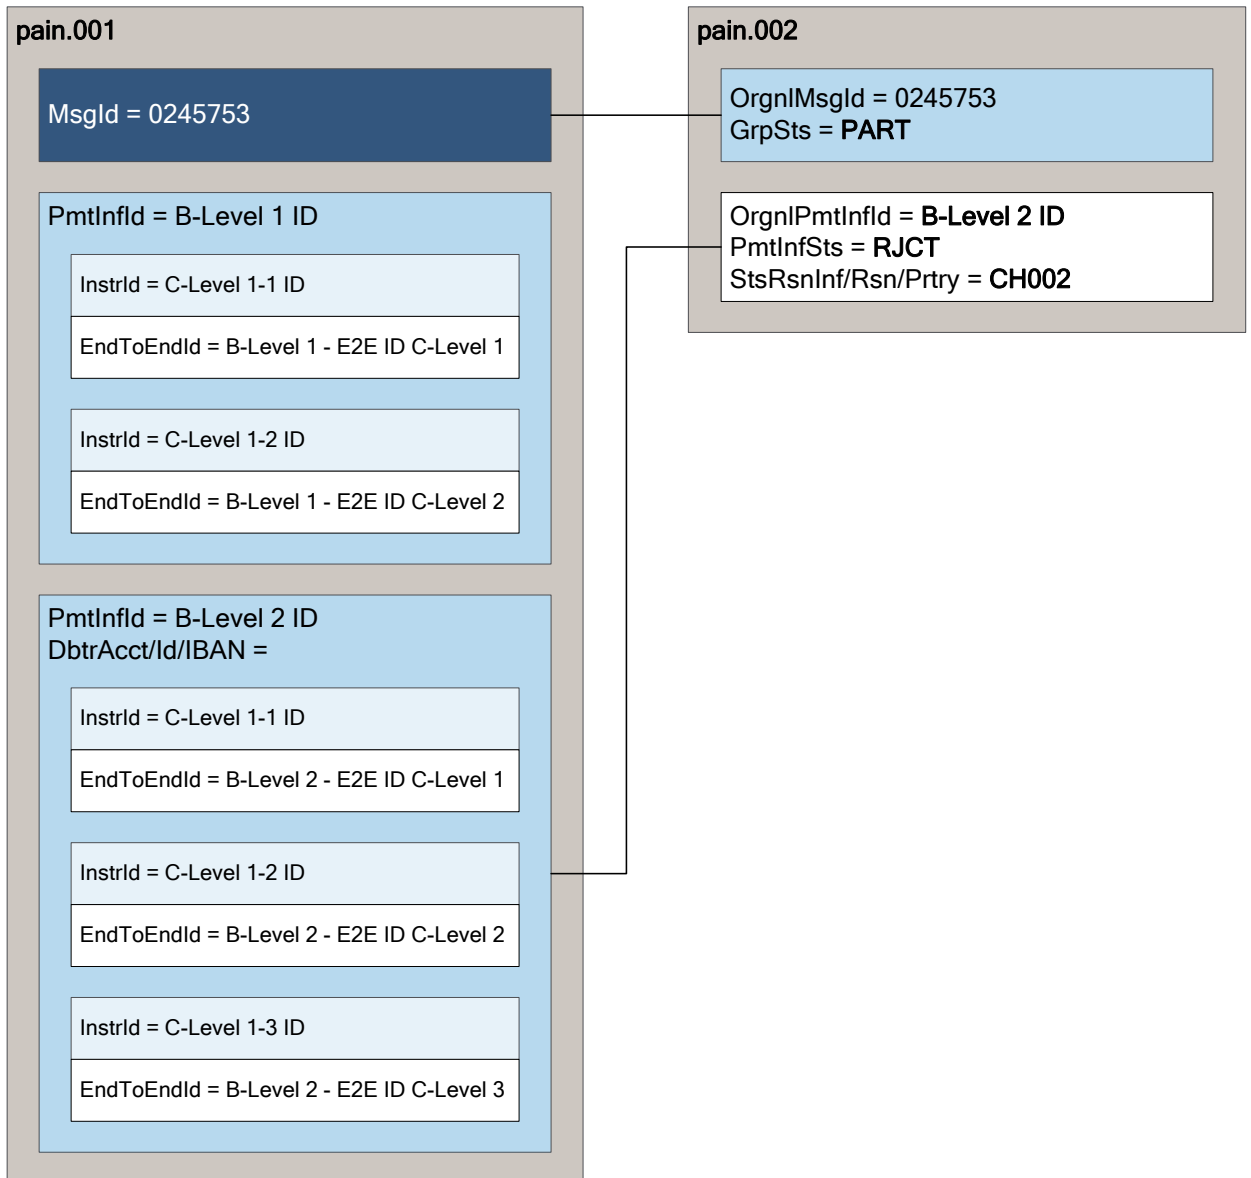 pain.001
MsgId = 0245753
PmtInfId = B-Level 1 ID
InstrId = C-Level 1-1 ID
EndToEndId = B-Level 1 - E2E ID C-Level 1
InstrId = C-Level 1-2 ID
EndToEndId = B-Level 1 - E2E ID C-Level 2
PmtInfId = B-Level 2 ID
DbtrAcct/Id/IBAN =
InstrId = C-Level 1-1 ID
EndToEndId = B-Level 2 - E2E ID C-Level 1
InstrId = C-Level 1-2 ID
EndToEndId = B-Level 2 - E2E ID C-Level 2
InstrId = C-Level 1-3 ID
EndToEndId = B-Level 2 - E2E ID C-Level 3
pain.002
OrgnlMsgId = 0245753
GrpSts = PART
OrgnlPmtInfId = B-Level 2 ID
PmtInfSts = RJCT
StsRsnInf/Rsn/Prtry = CH002